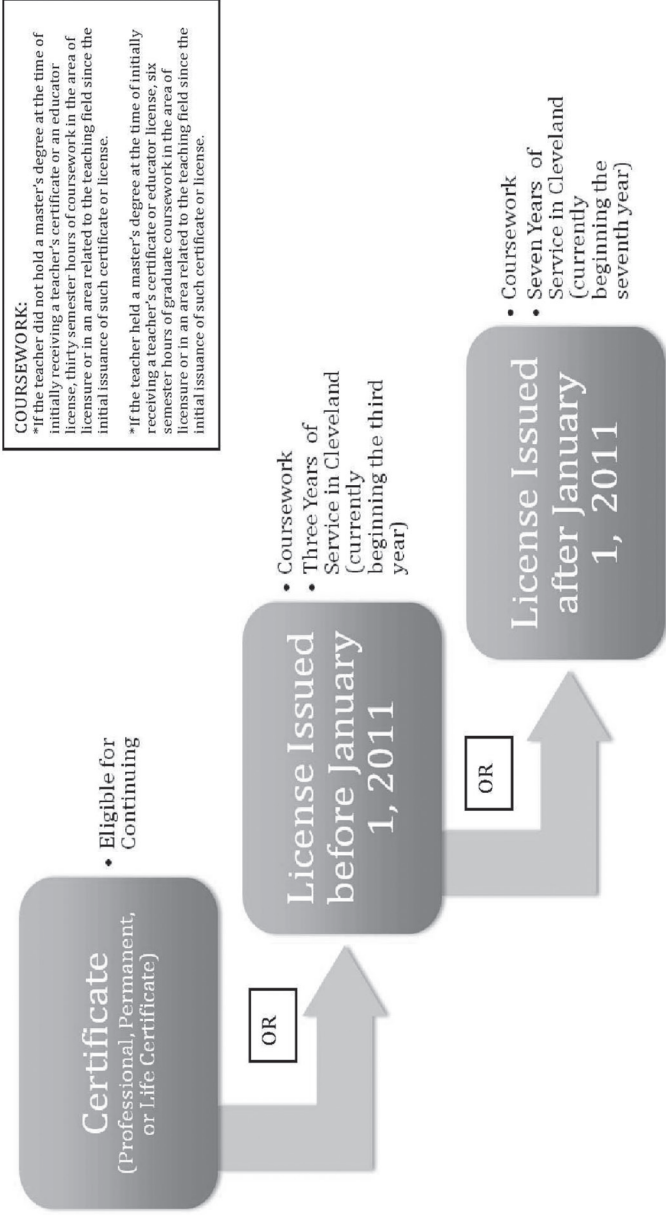 COURSEWORK:
*If the teacher did not hold a master's degree at the time of
initially receiving a teacher's certificate or an educator
license, thirty semester hours of coursework in the area of
licensure or in an area related to the teaching field since the
initial issuance of such certificate or license.
*If the teacher held a master's degree at the time of initially
receiving a teacher's certificate or educator license, six
semester hours of graduate coursework in the area of
licensure or in an area related to the teaching field since the
initial issuance of such certificate or license.
Certificate
(Professional, Permanent,
or Life Certificate)
• Eligible for
Continuing
OR
License Issued
before January
1, 2011
• Coursework
• Three Years of
Service in Cleveland
(currently
beginning the third
year)
OR
License Issued
after January
1, 2011
• Coursework
• Seven Years of
Service in Cleveland
(currently
beginning the
seventh year)